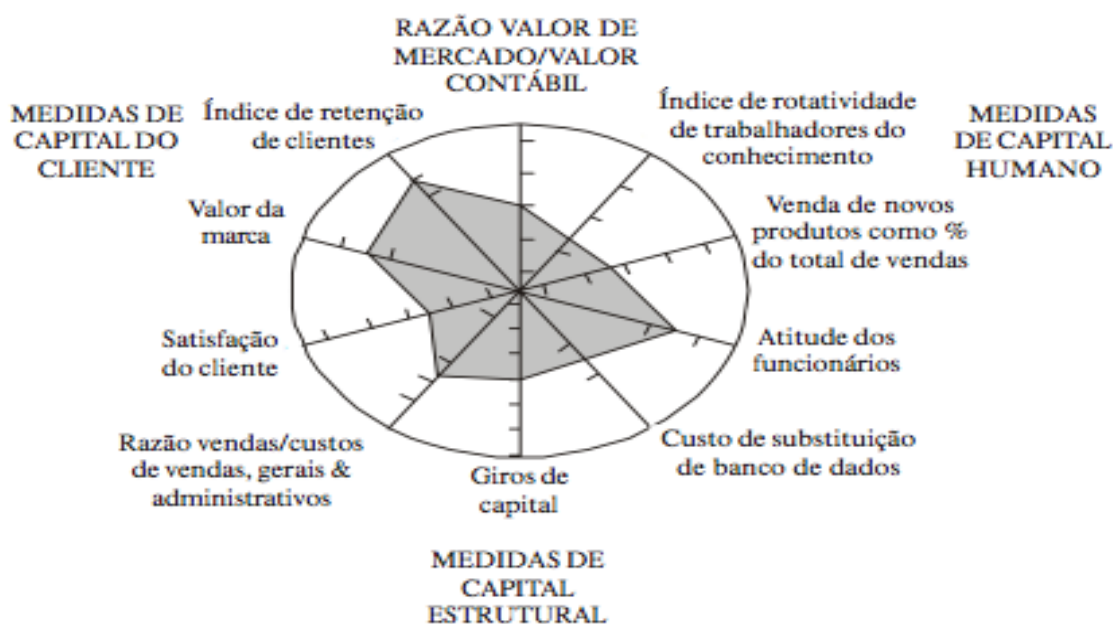 RAZÃO VALOR DE
MERCADO/VALOR
CONTÁBIL
MEDIDAS DE
CAPITAL DO
CLIENTE
Índice de retenção
de clientes
Índice de rotatividade
de trabalhadores do
conhecimento
MEDIDAS
DE CAPITAL
HUMANO
Valor da
marca
Venda de novos
produtos como %
do total de vendas
Satisfação
do cliente
Atitude dos
funcionários
Razão vendas/custos
de vendas, gerais &
administrativos
Giros de
capital
Custo de substituição
de banco de dados
MEDIDAS DE
CAPITAL
ESTRUTURAL